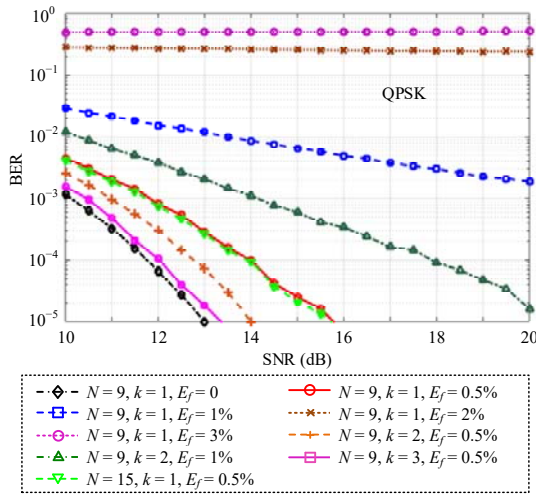 10⁰
10⁻¹
10⁻²
10⁻³
10⁻⁴
10⁻⁵
BER
QPSK
10 12 14 16 18 20
SNR (dB)
N = 9, k = 1, E_f = 0
N = 9, k = 1, E_f = 0.5%
N = 9, k = 1, E_f = 1%
N = 9, k = 1, E_f = 2%
N = 9, k = 1, E_f = 3%
N = 9, k = 2, E_f = 0.5%
N = 9, k = 2, E_f = 1%
N = 9, k = 3, E_f = 0.5%
N = 15, k = 1, E_f = 0.5%